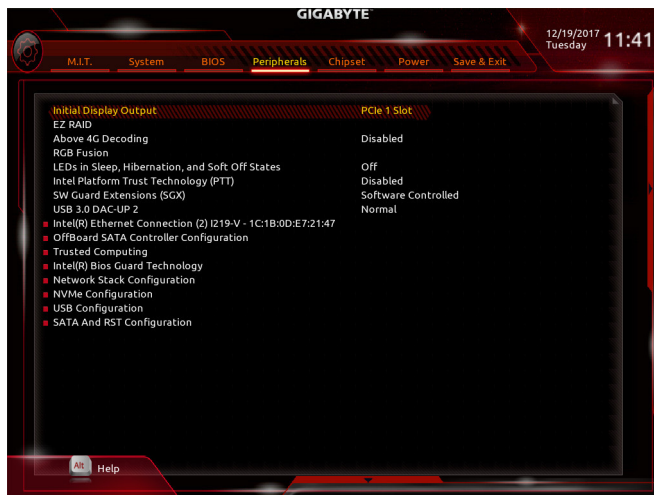 GIGABYTE™
12/19/2017 11:41
Tuesday
M.I.T. System BIOS Peripherals Chipset Power Save & Exit
Initial Display Output PCIe 1 Slot
EZ RAID
Above 4G Decoding Disabled
RGB Fusion
LEDs in Sleep, Hibernation, and Soft Off States Off
Intel Platform Trust Technology (PTT) Disabled
SW Guard Extensions (SGX) Software Controlled
USB 3.0 DAC-UP 2 Normal
Intel(R) Ethernet Connection (2) I219-V - 1C:1B:0D:E7:21:47
OffBoard SATA Controller Configuration
Trusted Computing
Intel(R) Bios Guard Technology
Network Stack Configuration
NVMe Configuration
USB Configuration
SATA And RST Configuration
Alt Help